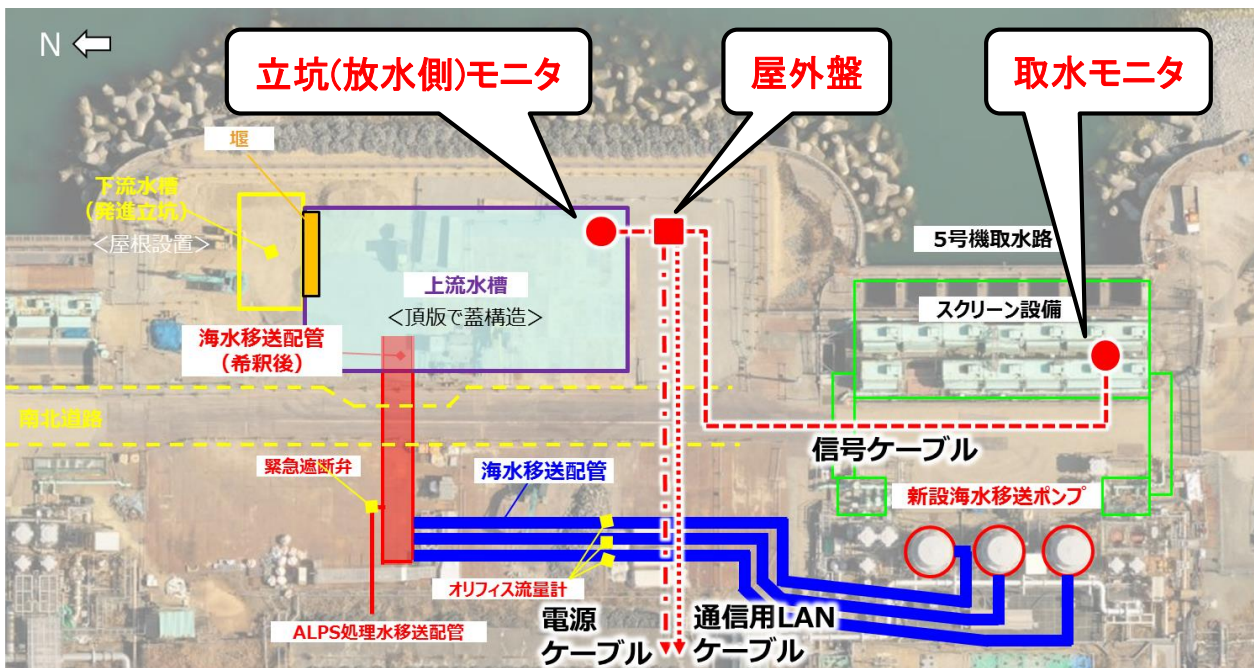 N
立坑(放水側)モニタ
屋外盤
取水モニタ
堰
下流水槽
(発進立坑)
＜屋根設置＞
5号機取水路
上流水槽
＜頂版で蓋構造＞
スクリーン設備
海水移送配管
(希釈後)
南北道路
信号ケーブル
緊急遮断弁
海水移送配管
新設海水移送ポンプ
オリフィス流量計
ALPS処理水移送配管
電源
ケーブル
通信用LAN
ケーブル